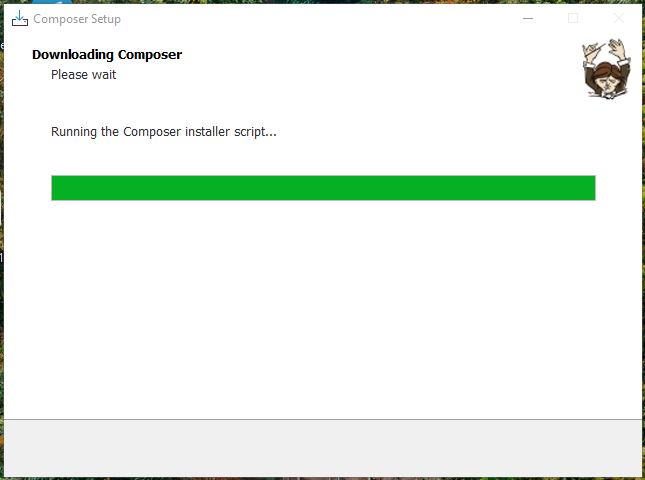 Composer Setup
Downloading Composer
Please wait
Running the Composer installer script...